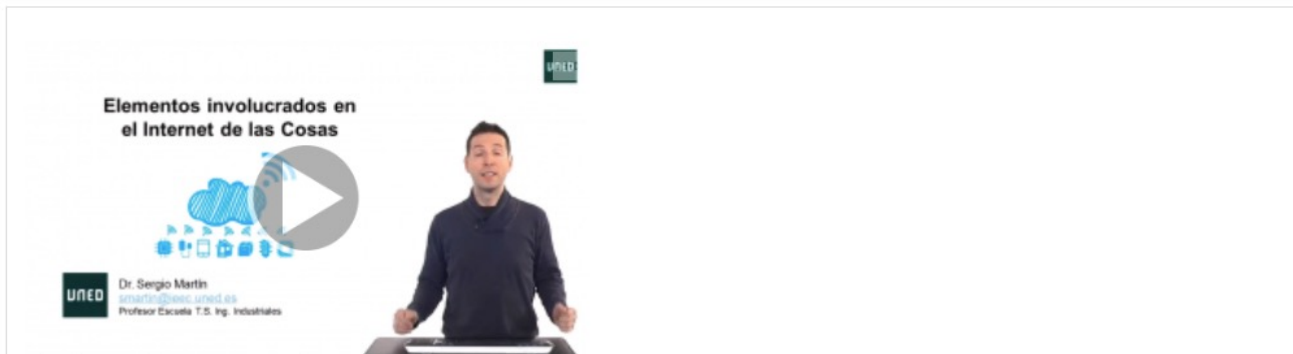 UNED
Elementos involucrados en
el Internet de las Cosas
UNED
Dr. Sergio Martín
smartin@ieec.uned.es
Profesor Escuela T.S. Ing. Industriales